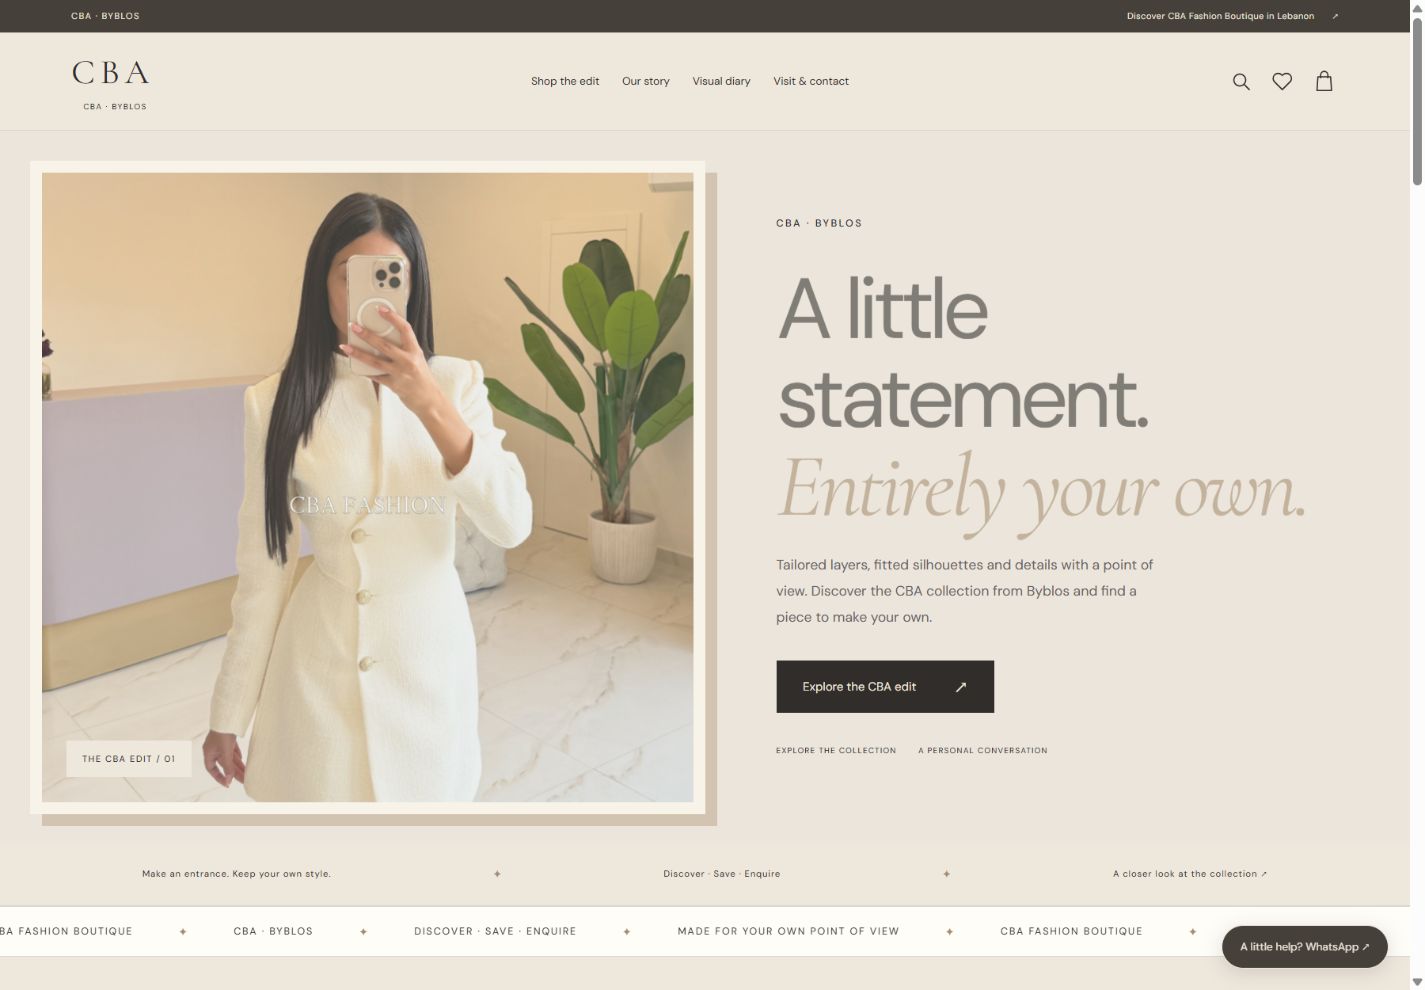 CBA · BYBLOS
Discover CBA Fashion Boutique in Lebanon ↗
CBA
CBA · BYBLOS
Shop the edit
Our story
Visual diary
Visit & contact
CBA FASHION
THE CBA EDIT / 01
CBA · BYBLOS
A little
statement.
Entirely your own.
Tailored layers, fitted silhouettes and details with a point of
view. Discover the CBA collection from Byblos and find a
piece to make your own.
Explore the CBA edit ↗
EXPLORE THE COLLECTION
A PERSONAL CONVERSATION
Make an entrance. Keep your own style. ✦ Discover · Save · Enquire ✦ A closer look at the collection ↗
BA FASHION BOUTIQUE ✦ CBA · BYBLOS ✦ DISCOVER · SAVE · ENQUIRE ✦ MADE FOR YOUR OWN POINT OF VIEW ✦ CBA FASHION BOUTIQUE ✦
A little help? WhatsApp ↗